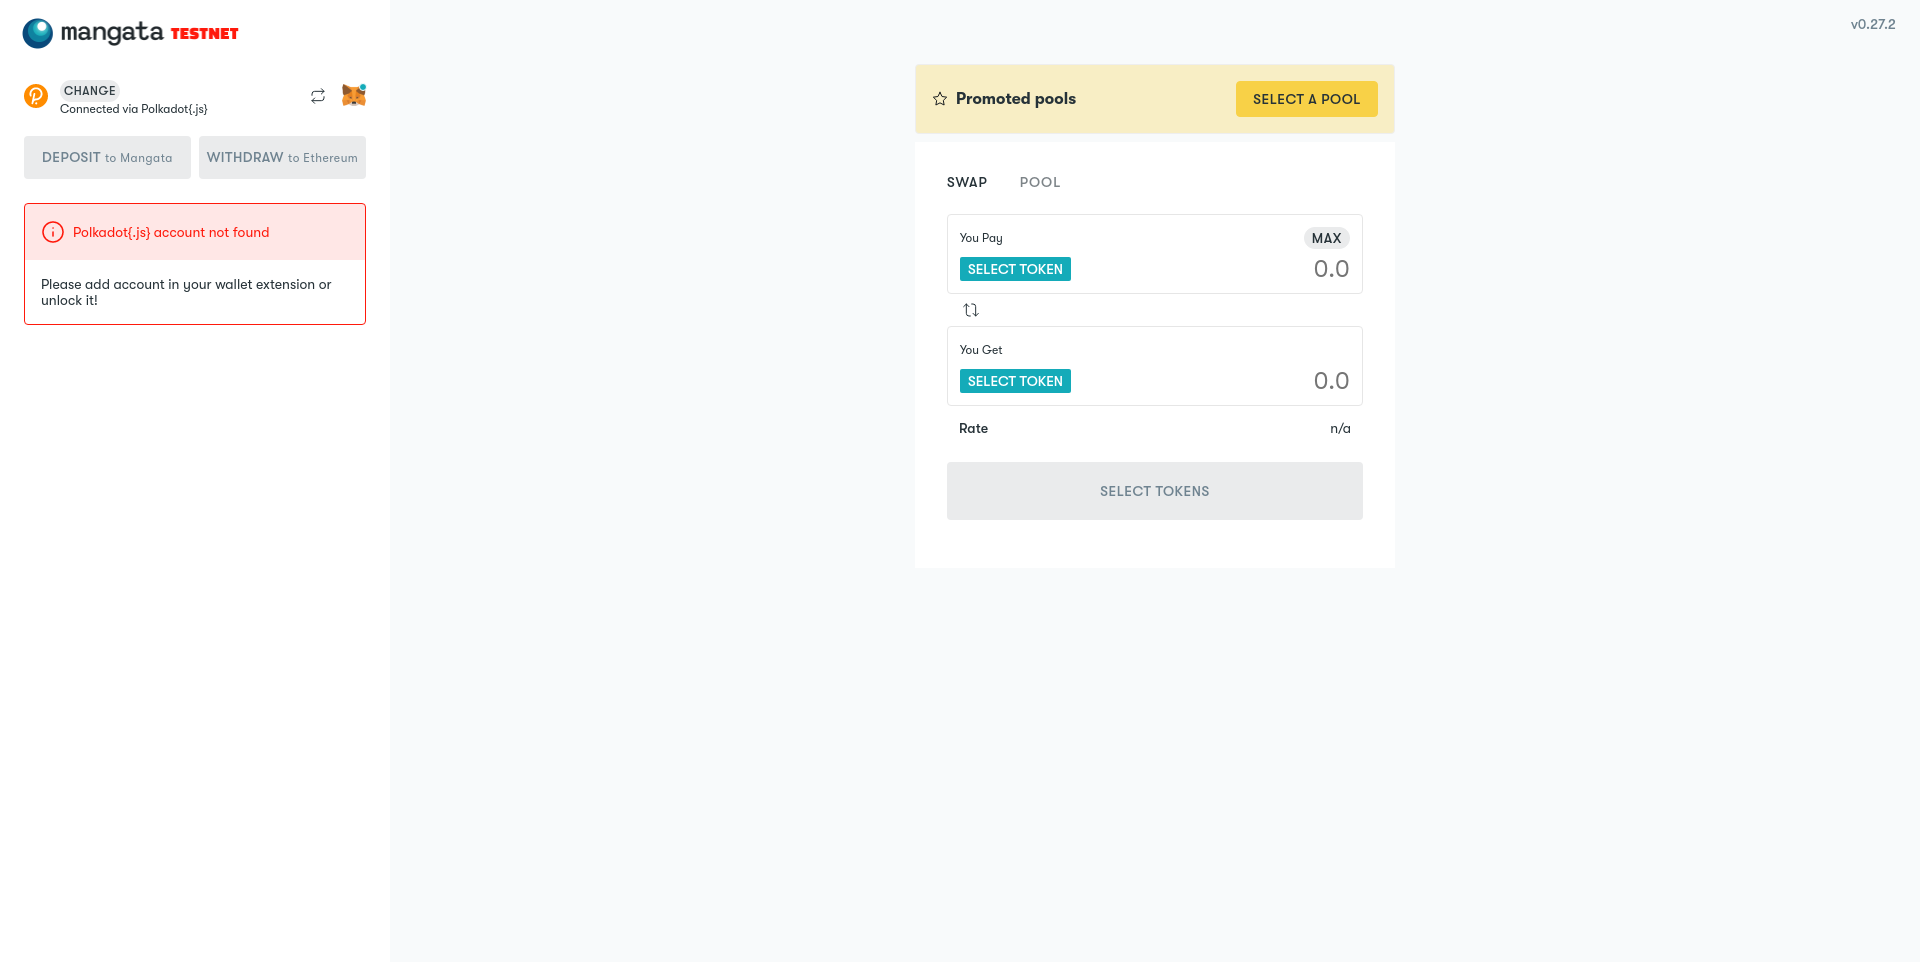 mangata TESTNET
CHANGE
Connected via Polkadot{.js}
DEPOSIT to Mangata
WITHDRAW to Ethereum
Polkadot{.js} account not found
Please add account in your wallet extension or
unlock it!
v0.27.2
Promoted pools
SELECT A POOL
SWAP
POOL
You Pay
MAX
SELECT TOKEN
0.0
You Get
SELECT TOKEN
0.0
Rate
n/a
SELECT TOKENS